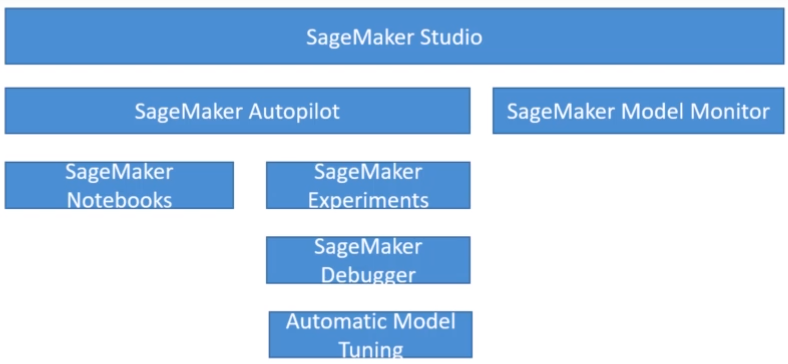 SageMaker Studio
SageMaker Autopilot
SageMaker Model Monitor
SageMaker
Notebooks
SageMaker
Experiments
SageMaker
Debugger
Automatic Model
Tuning